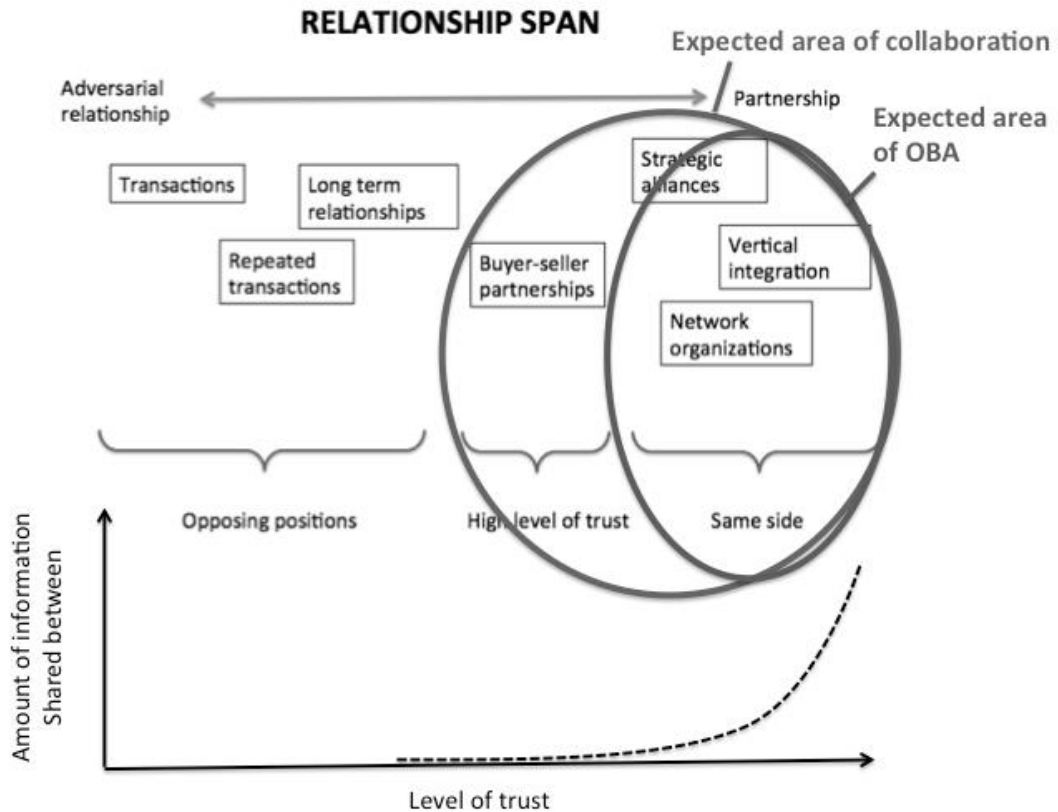 RELATIONSHIP SPAN
Expected area of collaboration
Adversarial
relationship
Partnership
Expected area
of OBA
Transactions
Long term
relationships
Strategic
alliances
Repeated
transactions
Buyer-seller
partnerships
Vertical
integration
Network
organizations
Opposing positions
High level of trust
Same side
Amount of information
Shared between
Level of trust